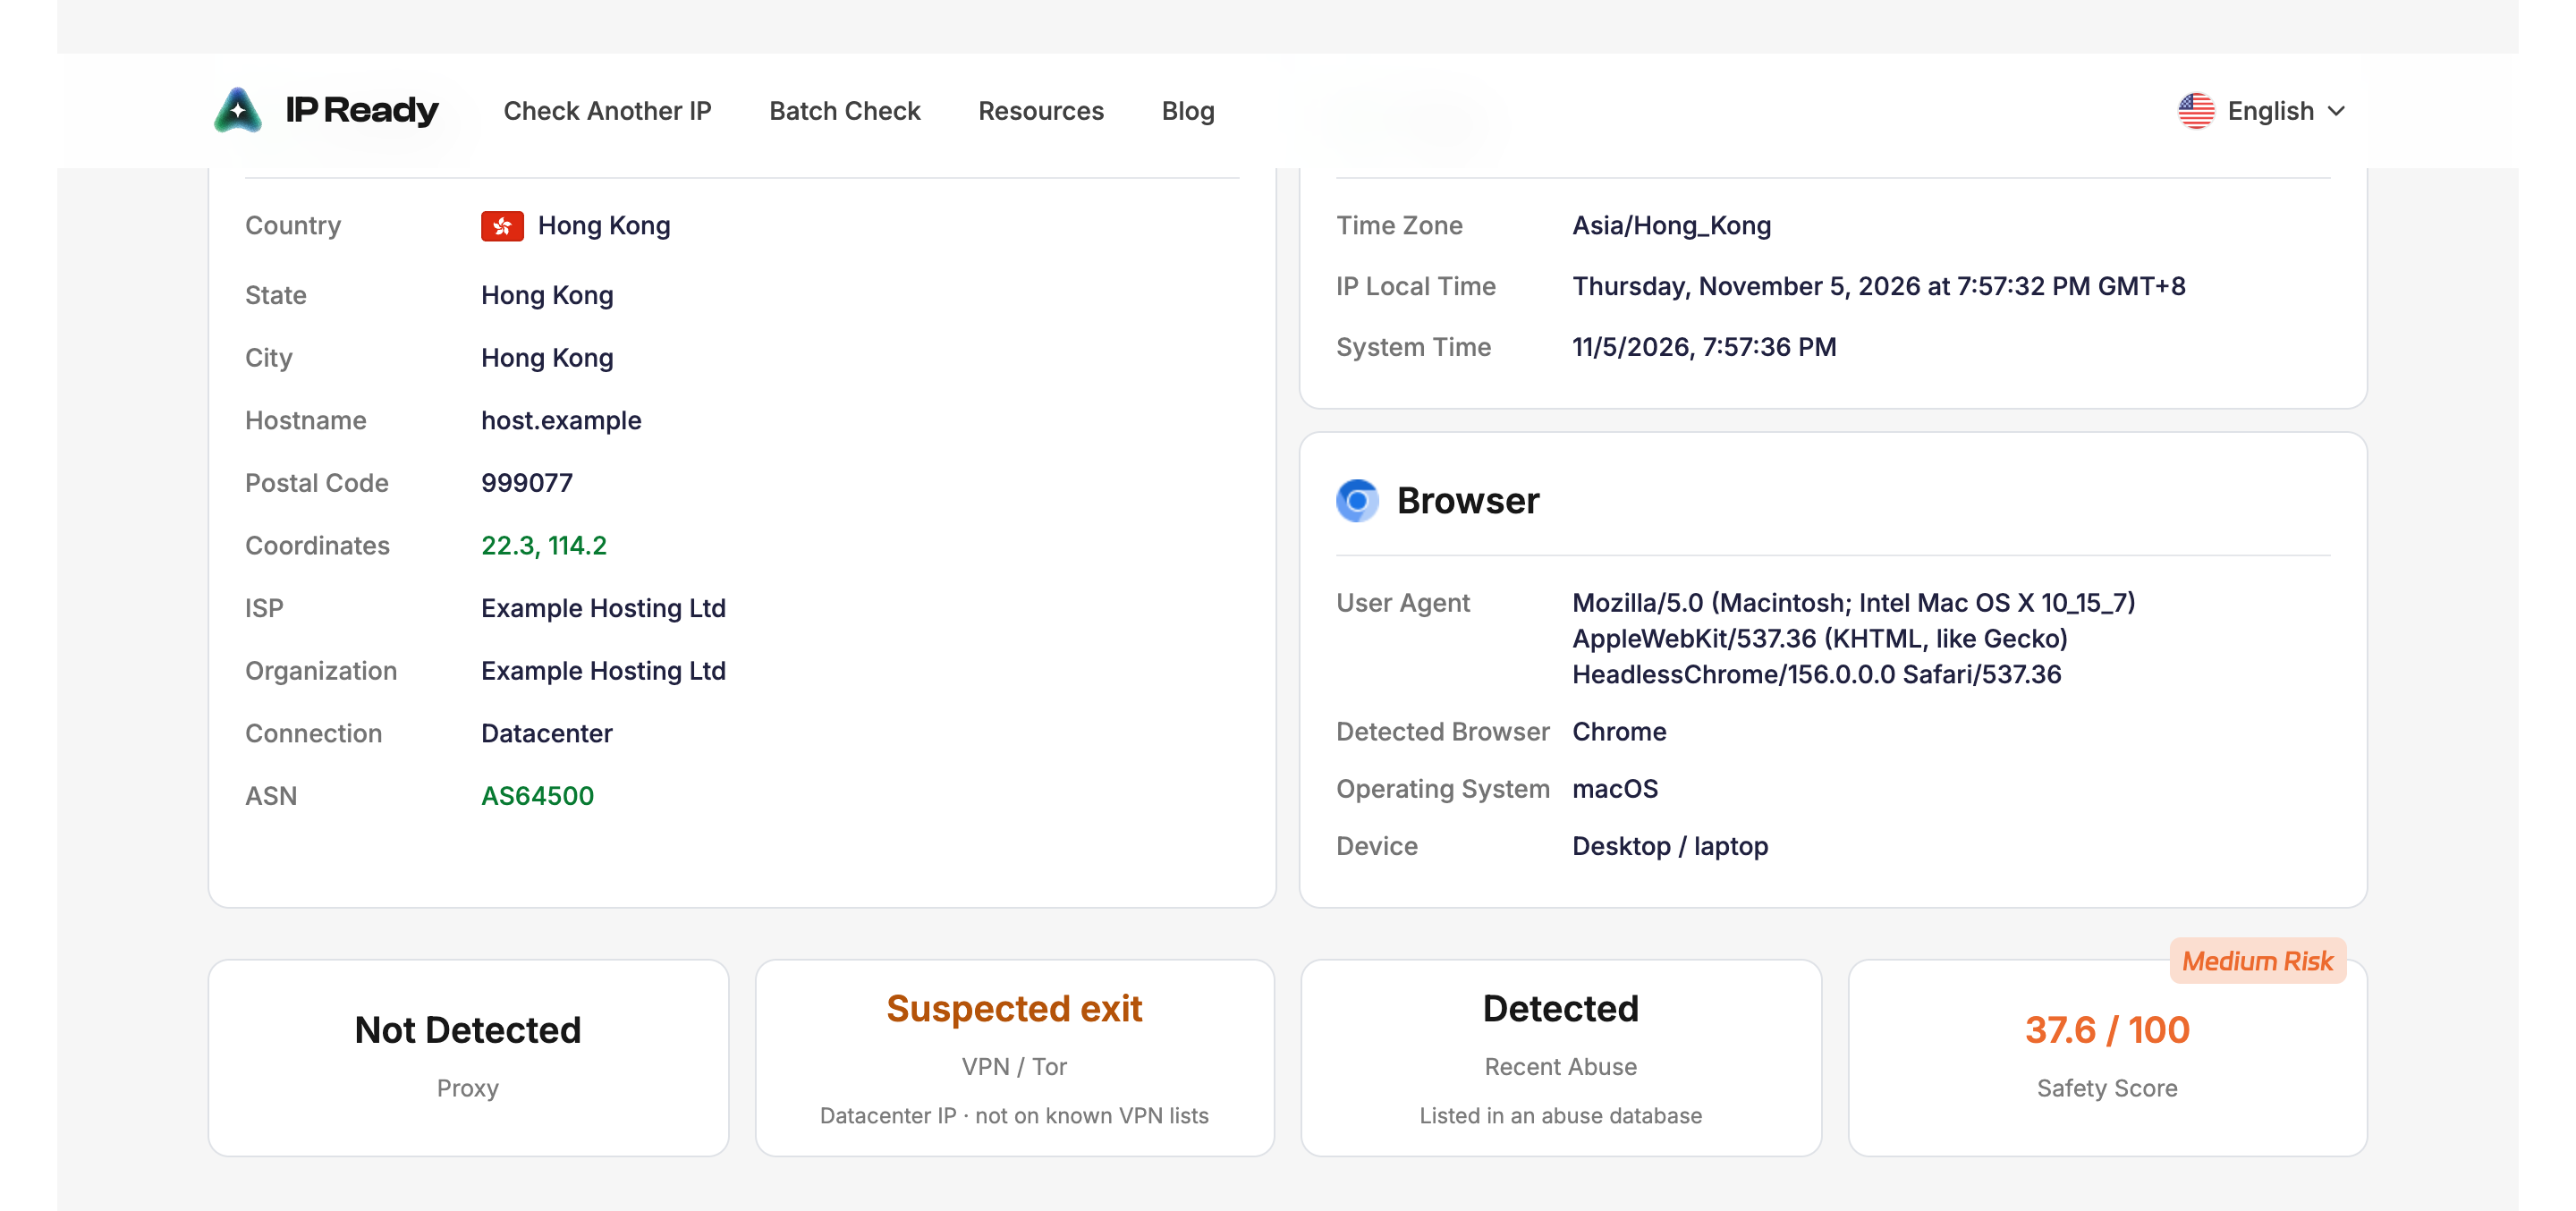 IP Ready
Check Another IP
Batch Check
Resources
Blog
English
Country
Hong Kong
State
Hong Kong
City
Hong Kong
Hostname
host.example
Postal Code
999077
Coordinates
22.3, 114.2
ISP
Example Hosting Ltd
Organization
Example Hosting Ltd
Connection
Datacenter
ASN
AS64500
Time Zone
Asia/Hong_Kong
IP Local Time
Thursday, November 5, 2026 at 7:57:32 PM GMT+8
System Time
11/5/2026, 7:57:36 PM
Browser
User Agent
Mozilla/5.0 (Macintosh; Intel Mac OS X 10_15_7)
AppleWebKit/537.36 (KHTML, like Gecko)
HeadlessChrome/156.0.0.0 Safari/537.36
Detected Browser
Chrome
Operating System
macOS
Device
Desktop / laptop
Not Detected
Proxy
Suspected exit
VPN / Tor
Datacenter IP · not on known VPN lists
Detected
Recent Abuse
Listed in an abuse database
Medium Risk
37.6 / 100
Safety Score